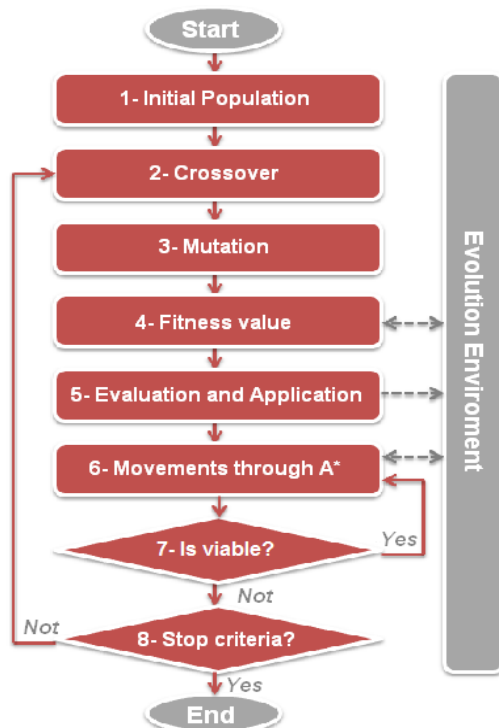 Start
1- Initial Population
2- Crossover
3- Mutation
4- Fitness value
5- Evaluation and Application
6- Movements through A*
7- Is viable?
Yes
Not
8- Stop criteria?
Not
Yes
End
Evolution Enviroment